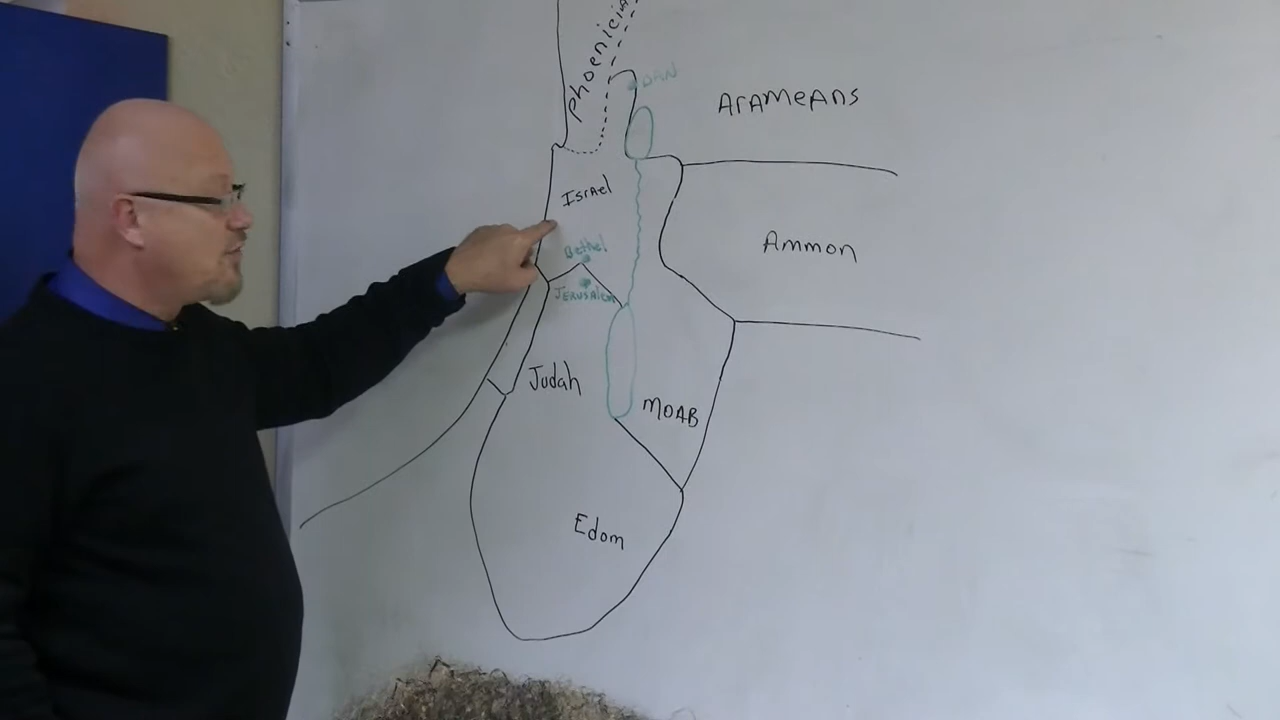 Phoenicia
DAN
ArAMeANs
IsrAel
Bethel
Ammon
JERUSALEM
Judah
MOAB
Edom